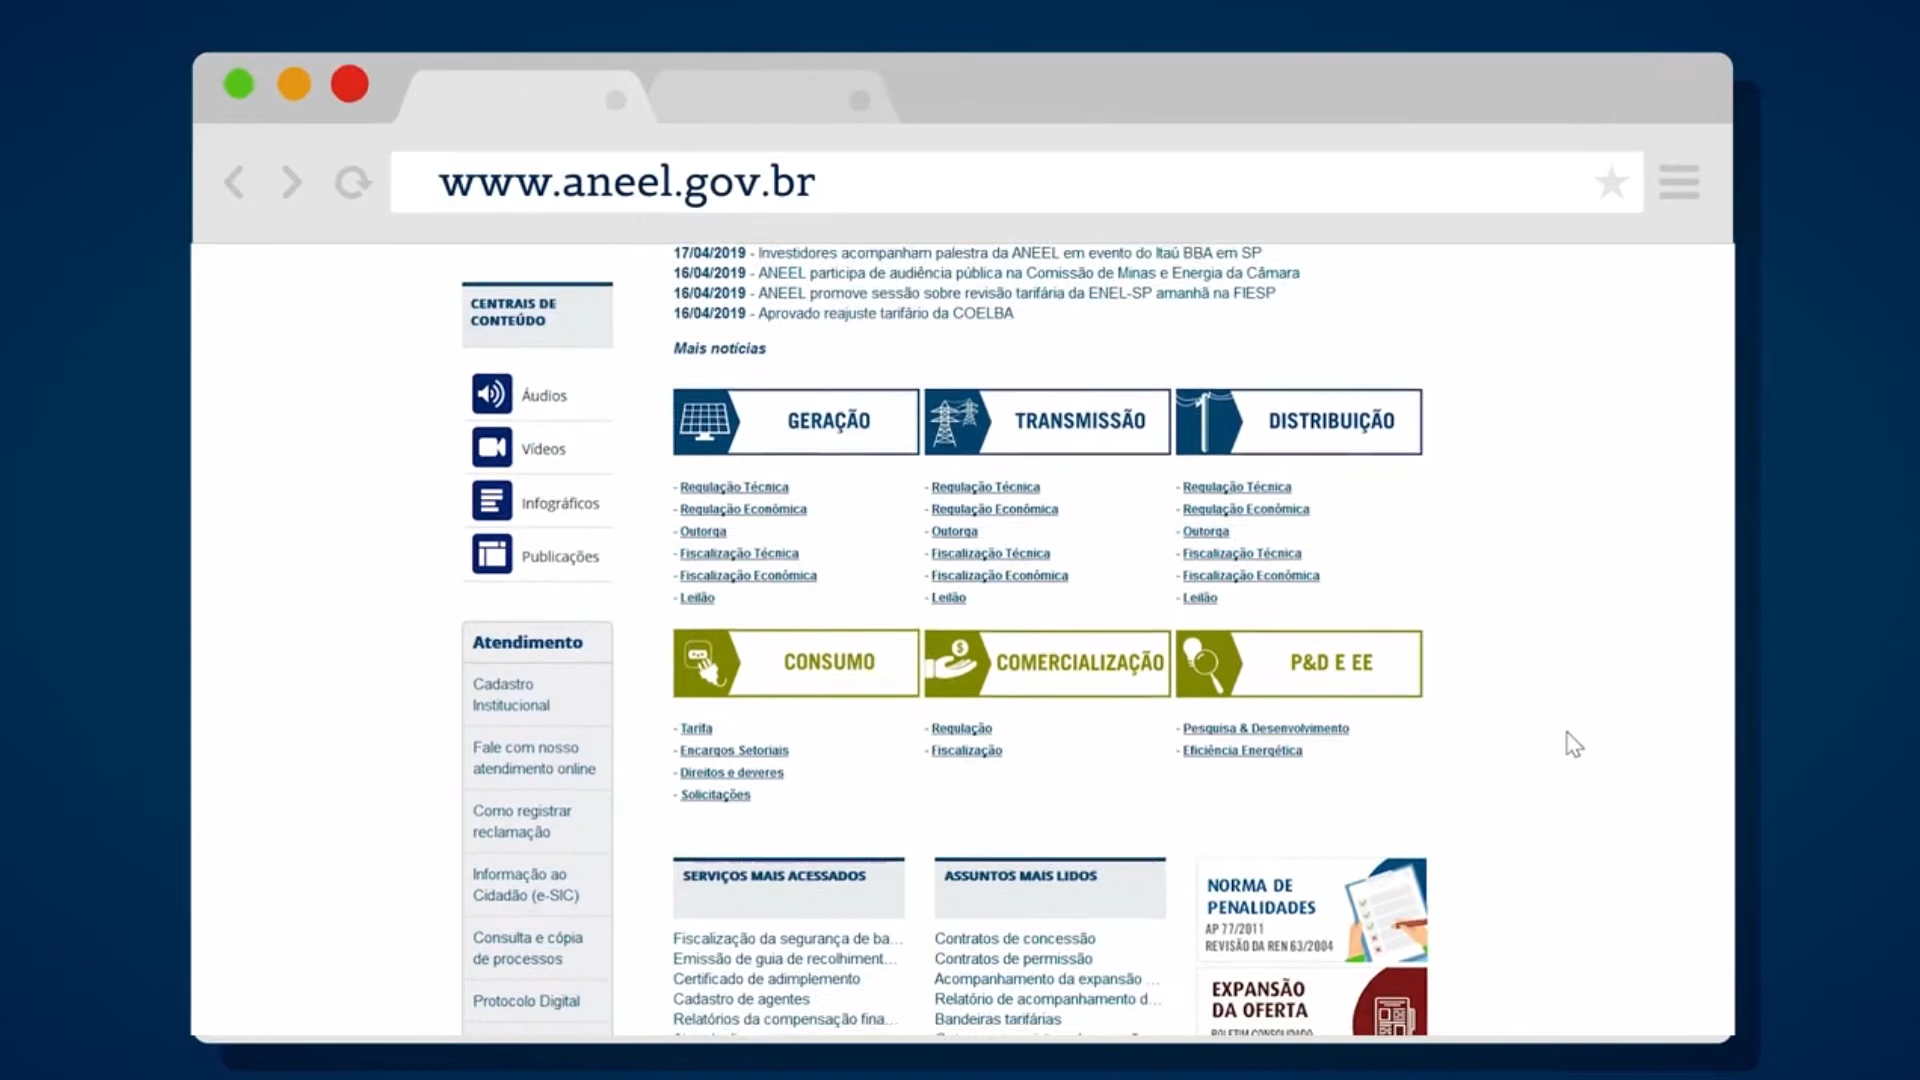 www.aneel.gov.br
17/04/2019 - Investidores acompanham palestra da ANEEL em evento do Itaú BBA em SP
16/04/2019 - ANEEL participa de audiência pública na Comissão de Minas e Energia da Câmara
16/04/2019 - ANEEL promove sessão sobre revisão tarifária da ENEL-SP amanhã na FIESP
16/04/2019 - Aprovado reajuste tarifário da COELBA
Mais notícias
CENTRAIS DE
CONTEÚDO
Áudios
Vídeos
Infográficos
Publicações
Atendimento
Cadastro
Institucional
Fale com nosso
atendimento online
Como registrar
reclamação
Informação ao
Cidadão (e-SIC)
Consulta e cópia
de processos
Protocolo Digital
GERAÇÃO
- Regulação Técnica
- Regulação Econômica
- Outorga
- Fiscalização Técnica
- Fiscalização Econômica
- Leilão
TRANSMISSÃO
- Regulação Técnica
- Regulação Econômica
- Outorga
- Fiscalização Técnica
- Fiscalização Econômica
- Leilão
DISTRIBUIÇÃO
- Regulação Técnica
- Regulação Econômica
- Outorga
- Fiscalização Técnica
- Fiscalização Econômica
- Leilão
CONSUMO
- Tarifa
- Encargos Setoriais
- Direitos e deveres
- Solicitações
COMERCIALIZAÇÃO
- Regulação
- Fiscalização
P&D E EE
- Pesquisa & Desenvolvimento
- Eficiência Energética
SERVIÇOS MAIS ACESSADOS
Fiscalização da segurança de ba...
Emissão de guia de recolhiment...
Certificado de adimplemento
Cadastro de agentes
Relatórios da compensação fina...
ASSUNTOS MAIS LIDOS
Contratos de concessão
Contratos de permissão
Acompanhamento da expansão ...
Relatório de acompanhamento d...
Bandeiras tarifárias
NORMA DE
PENALIDADES
AP 77/2011
REVISÃO DA REN 63/2004
EXPANSÃO
DA OFERTA
BOLETIM CONSOLIDADO